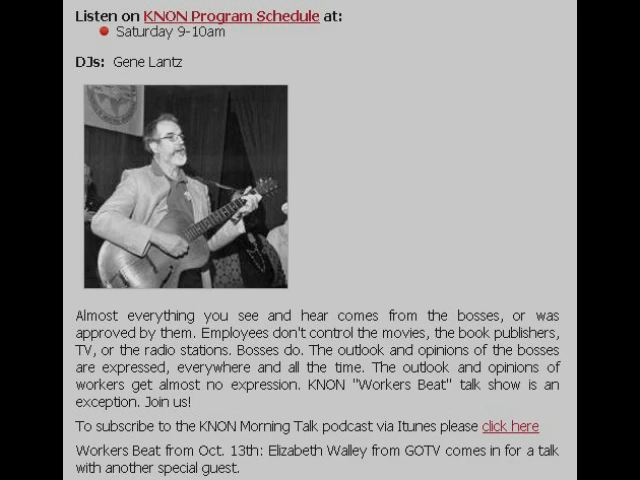 Listen on KNON Program Schedule at:
Saturday 9-10am
DJs: Gene Lantz
Almost everything you see and hear comes from the bosses, or was
approved by them. Employees don't control the movies, the book publishers,
TV, or the radio stations. Bosses do. The outlook and opinions of the bosses
are expressed, everywhere and all the time. The outlook and opinions of
workers get almost no expression. KNON "Workers Beat" talk show is an
exception. Join us!
To subscribe to the KNON Morning Talk podcast via Itunes please click here
Workers Beat from Oct. 13th: Elizabeth Walley from GOTV comes in for a talk
with another special guest.